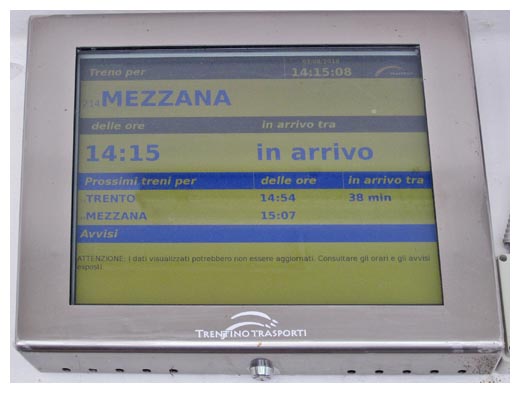 Treno per 14:15:08
214 MEZZANA
delle ore in arrivo tra
14:15 in arrivo
Prossimi treni per delle ore in arrivo tra
TRENTO 14:54 38 min
MEZZANA 15:07
Avvisi
ATTENZIONE: I dati visualizzati potrebbero non essere aggiornati. Consultare gli orari e gli avvisi
esposti
TRENTINO TRASPORTI